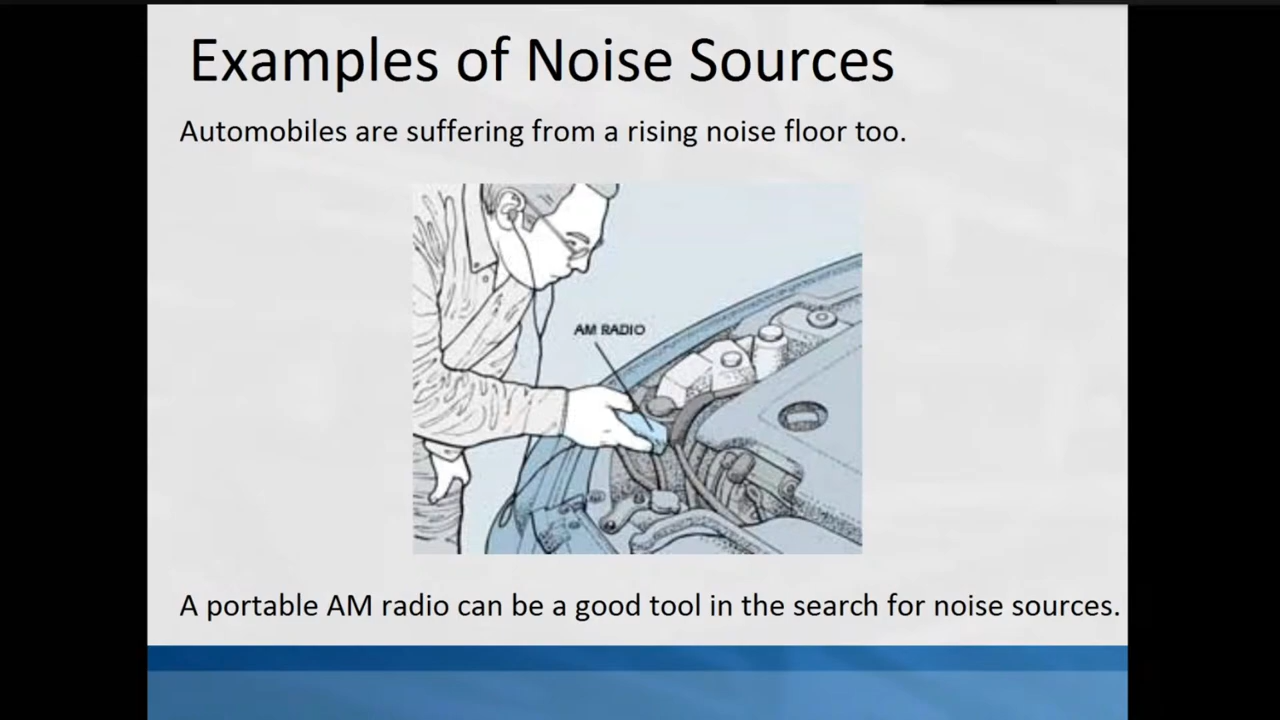 Examples of Noise Sources
Automobiles are suffering from a rising noise floor too.
AM RADIO
A portable AM radio can be a good tool in the search for noise sources.